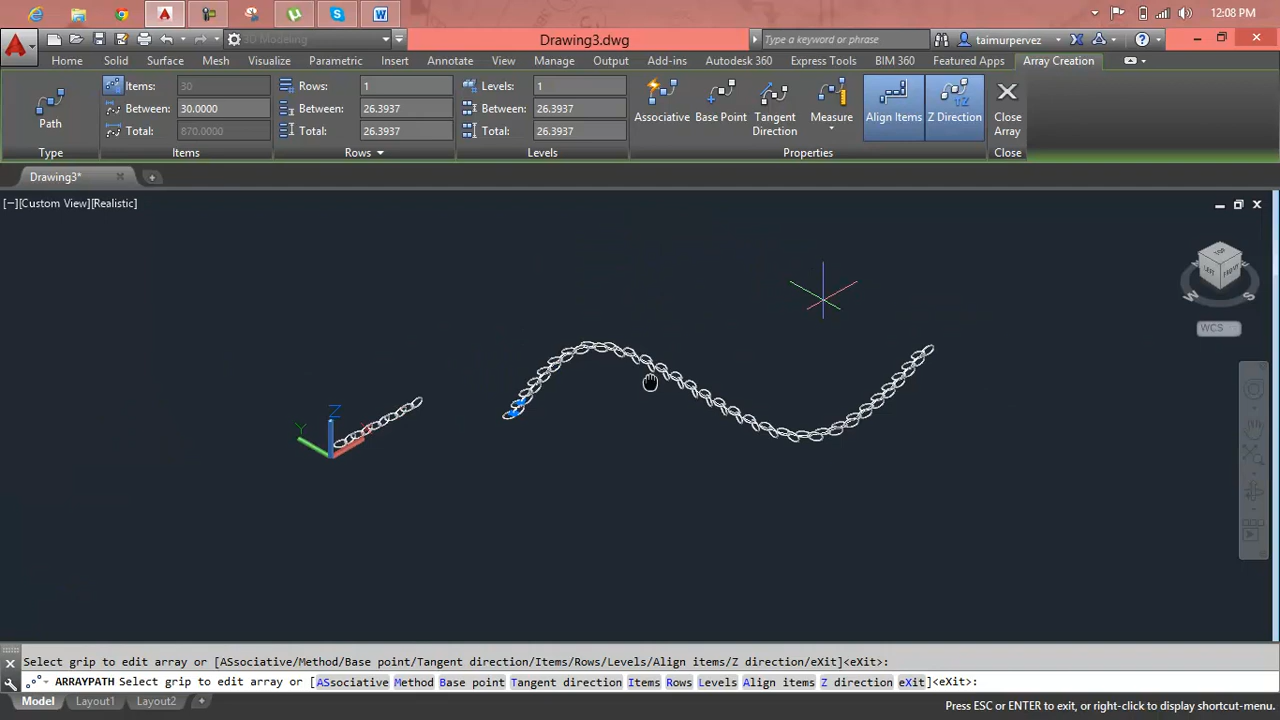 12:08 PM
3D Modeling
Drawing3.dwg
Type a keyword or phrase
taimurpervez
Home Solid Surface Mesh Visualize Parametric Insert Annotate View Manage Output Add-ins Autodesk 360 Express Tools BIM 360 Featured Apps Array Creation
Items: 30 Rows: 1 Levels: 1
Between: 30.0000 Between: 26.3937 Between: 26.3937
Total: 870.0000 Total: 26.3937 Total: 26.3937
Path
Associative Base Point Tangent Direction Measure Align Items Z Direction Close Array
Type Items Rows Levels Properties Close
Drawing3*
[−][Custom View][Realistic]
TOP
LEFT FRONT
W S
WCS
Z
Y X
Select grip to edit array or [ASsociative/Method/Base point/Tangent direction/Items/Rows/Levels/Align items/Z direction/eXit]<eXit>:
ARRAYPATH Select grip to edit array or [ASsociative Method Base point Tangent direction Items Rows Levels Align items Z direction eXit]<eXit>:
Model Layout1 Layout2
Press ESC or ENTER to exit, or right-click to display shortcut-menu.